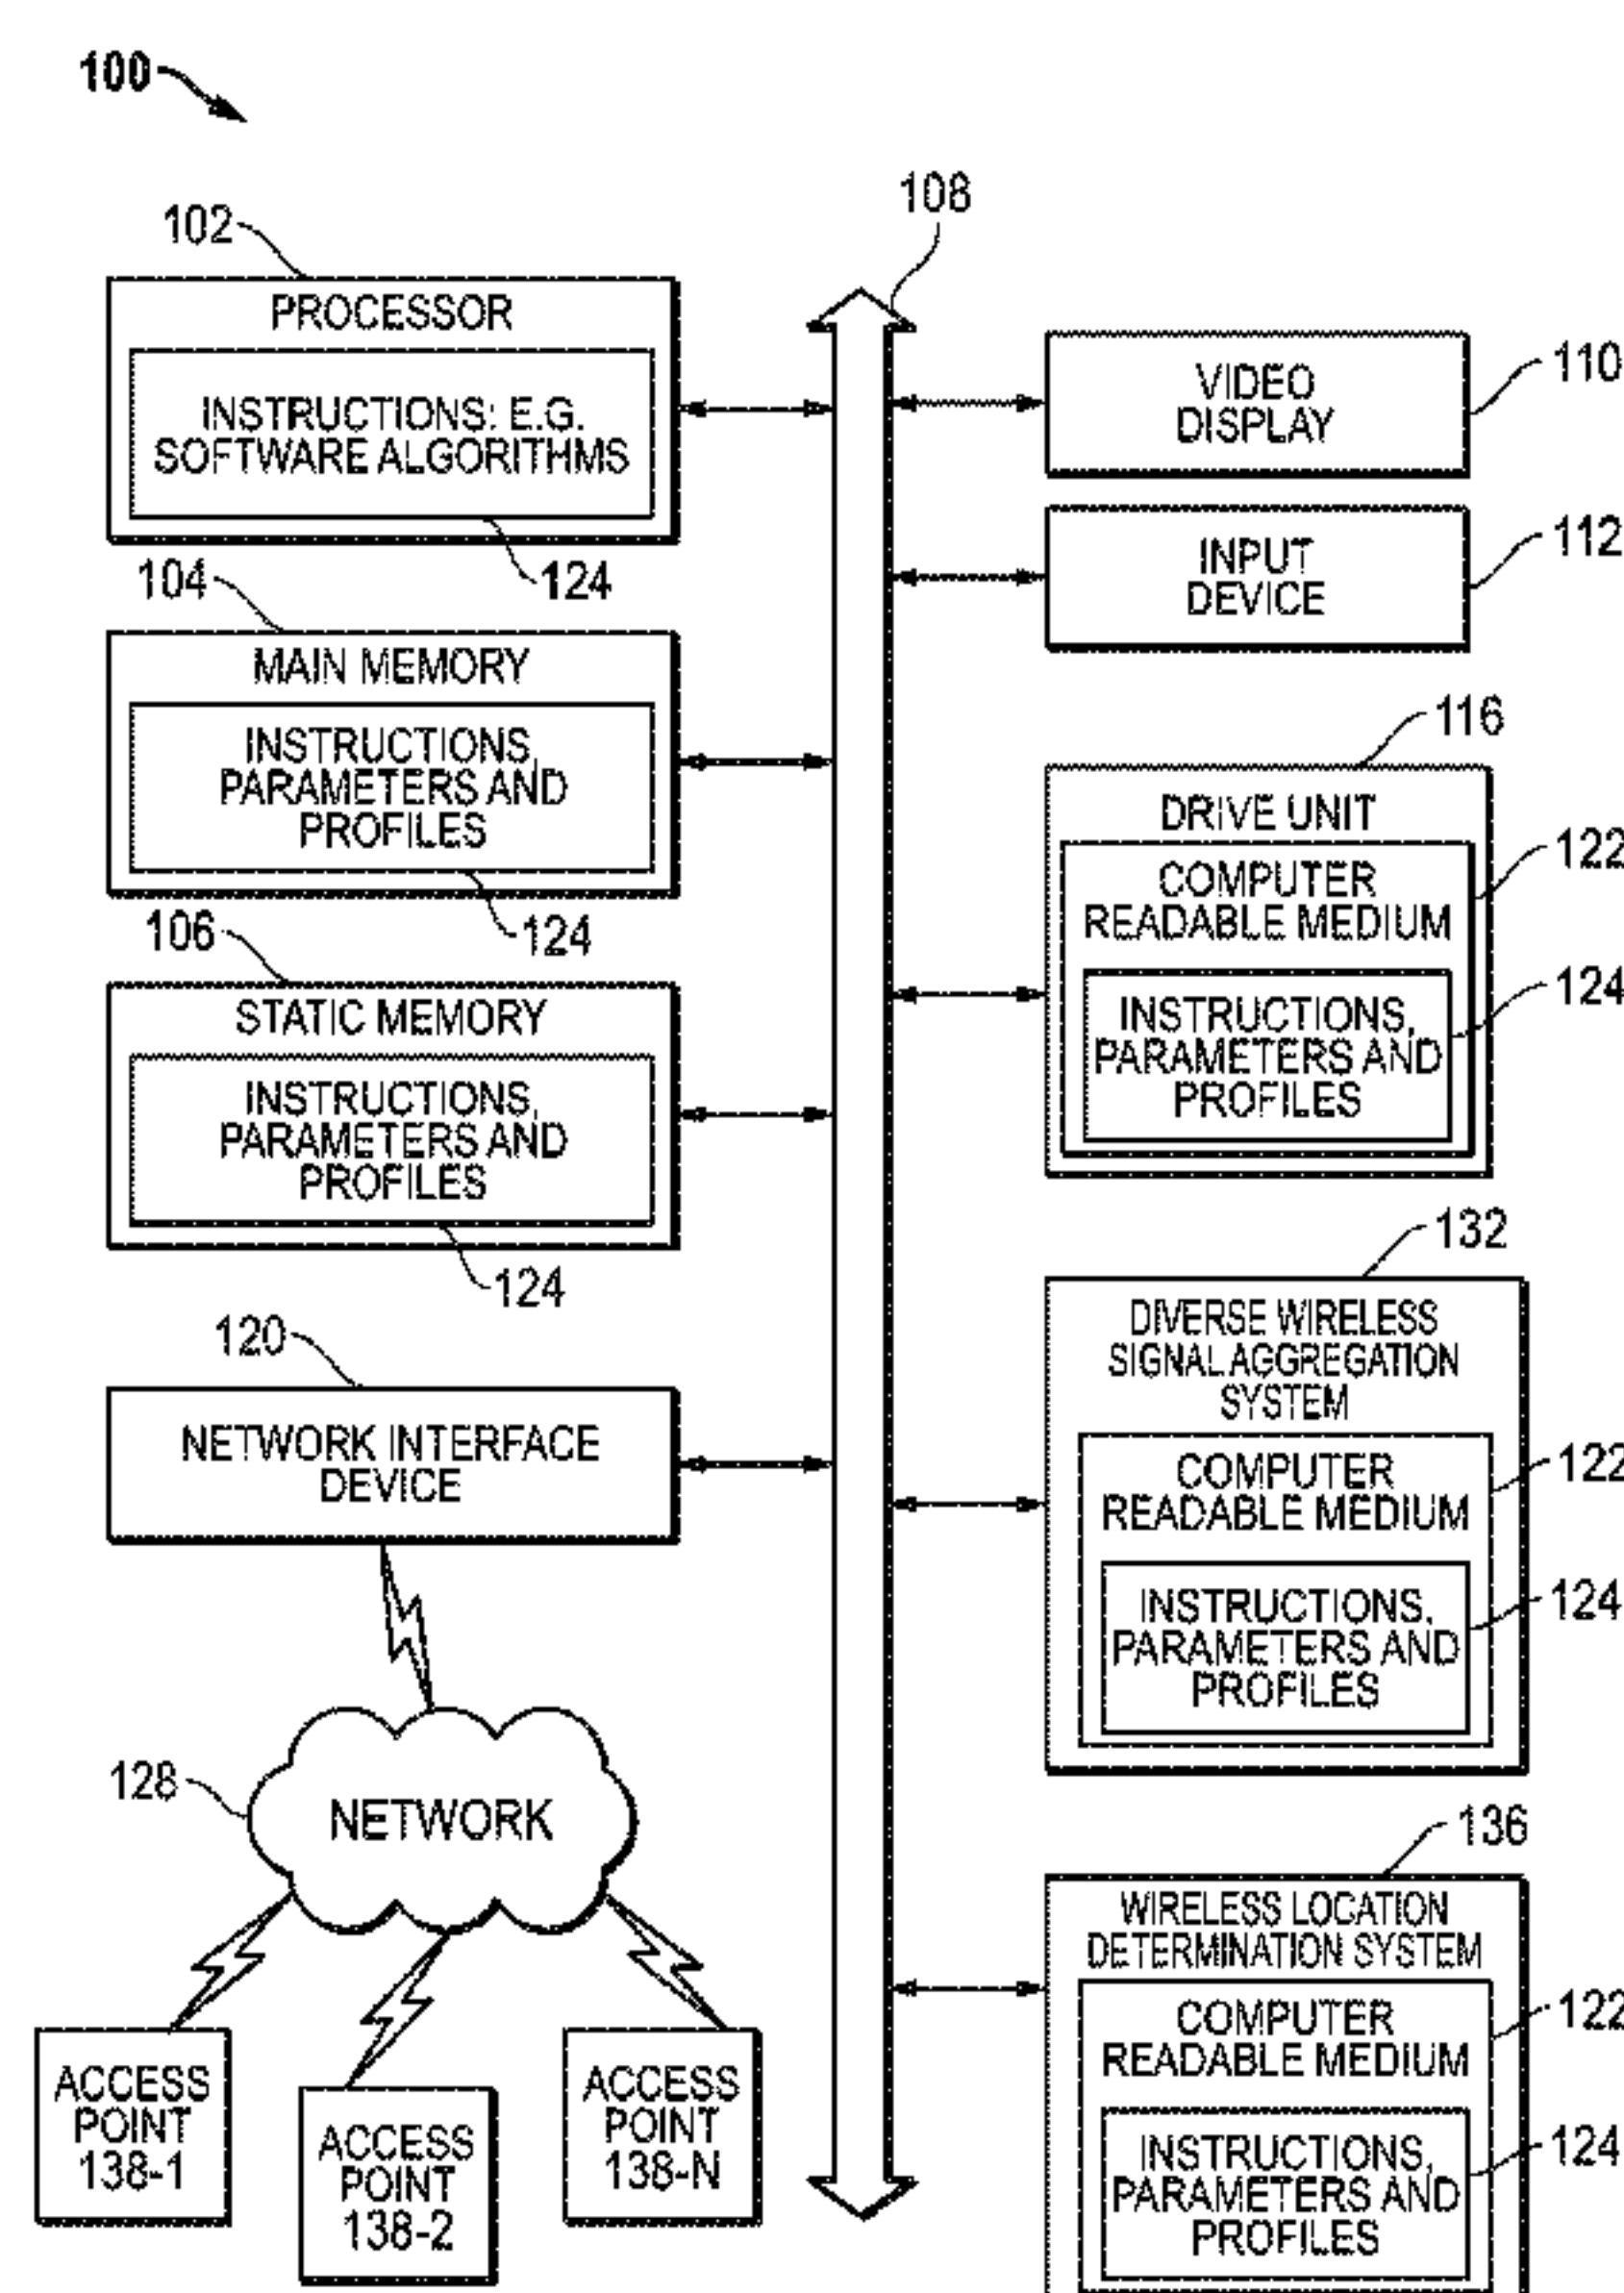 100
108
102
PROCESSOR
INSTRUCTIONS: E.G.
SOFTWARE ALGORITHMS
124
104
MAIN MEMORY
INSTRUCTIONS,
PARAMETERS AND
PROFILES
124
106
STATIC MEMORY
INSTRUCTIONS,
PARAMETERS AND
PROFILES
124
120
NETWORK INTERFACE
DEVICE
128
NETWORK
ACCESS
POINT
138-1
ACCESS
POINT
138-2
ACCESS
POINT
138-N
VIDEO
DISPLAY
110
INPUT
DEVICE
112
116
DRIVE UNIT
COMPUTER
READABLE MEDIUM
122
INSTRUCTIONS,
PARAMETERS AND
PROFILES
124
132
DIVERSE WIRELESS
SIGNAL AGGREGATION
SYSTEM
COMPUTER
READABLE MEDIUM
122
INSTRUCTIONS,
PARAMETERS AND
PROFILES
124
136
WIRELESS LOCATION
DETERMINATION SYSTEM
COMPUTER
READABLE MEDIUM
122
INSTRUCTIONS,
PARAMETERS AND
PROFILES
124